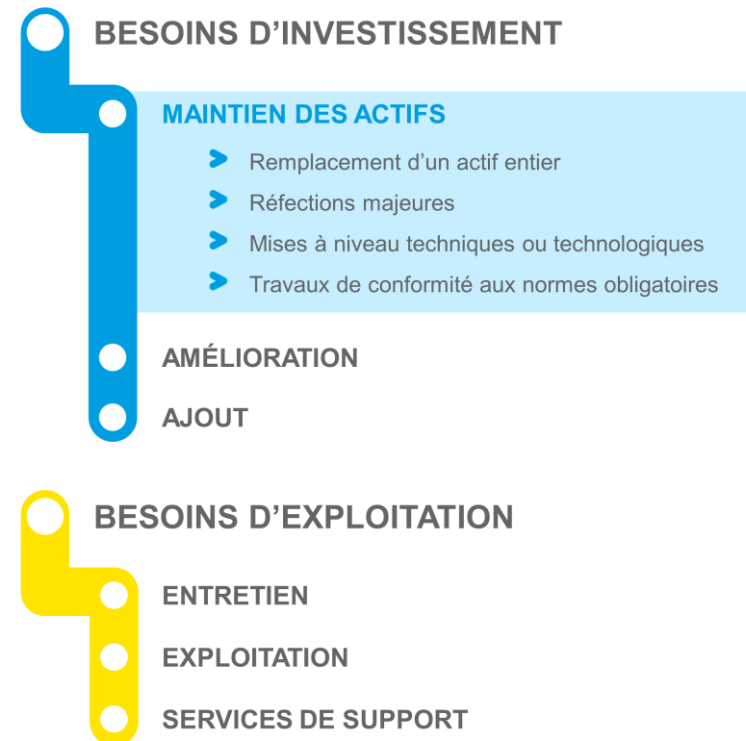 BESOINS D’INVESTISSEMENT
MAINTIEN DES ACTIFS
Remplacement d’un actif entier
Réfections majeures
Mises à niveau techniques ou technologiques
Travaux de conformité aux normes obligatoires
AMÉLIORATION
AJOUT
BESOINS D’EXPLOITATION
ENTRETIEN
EXPLOITATION
SERVICES DE SUPPORT